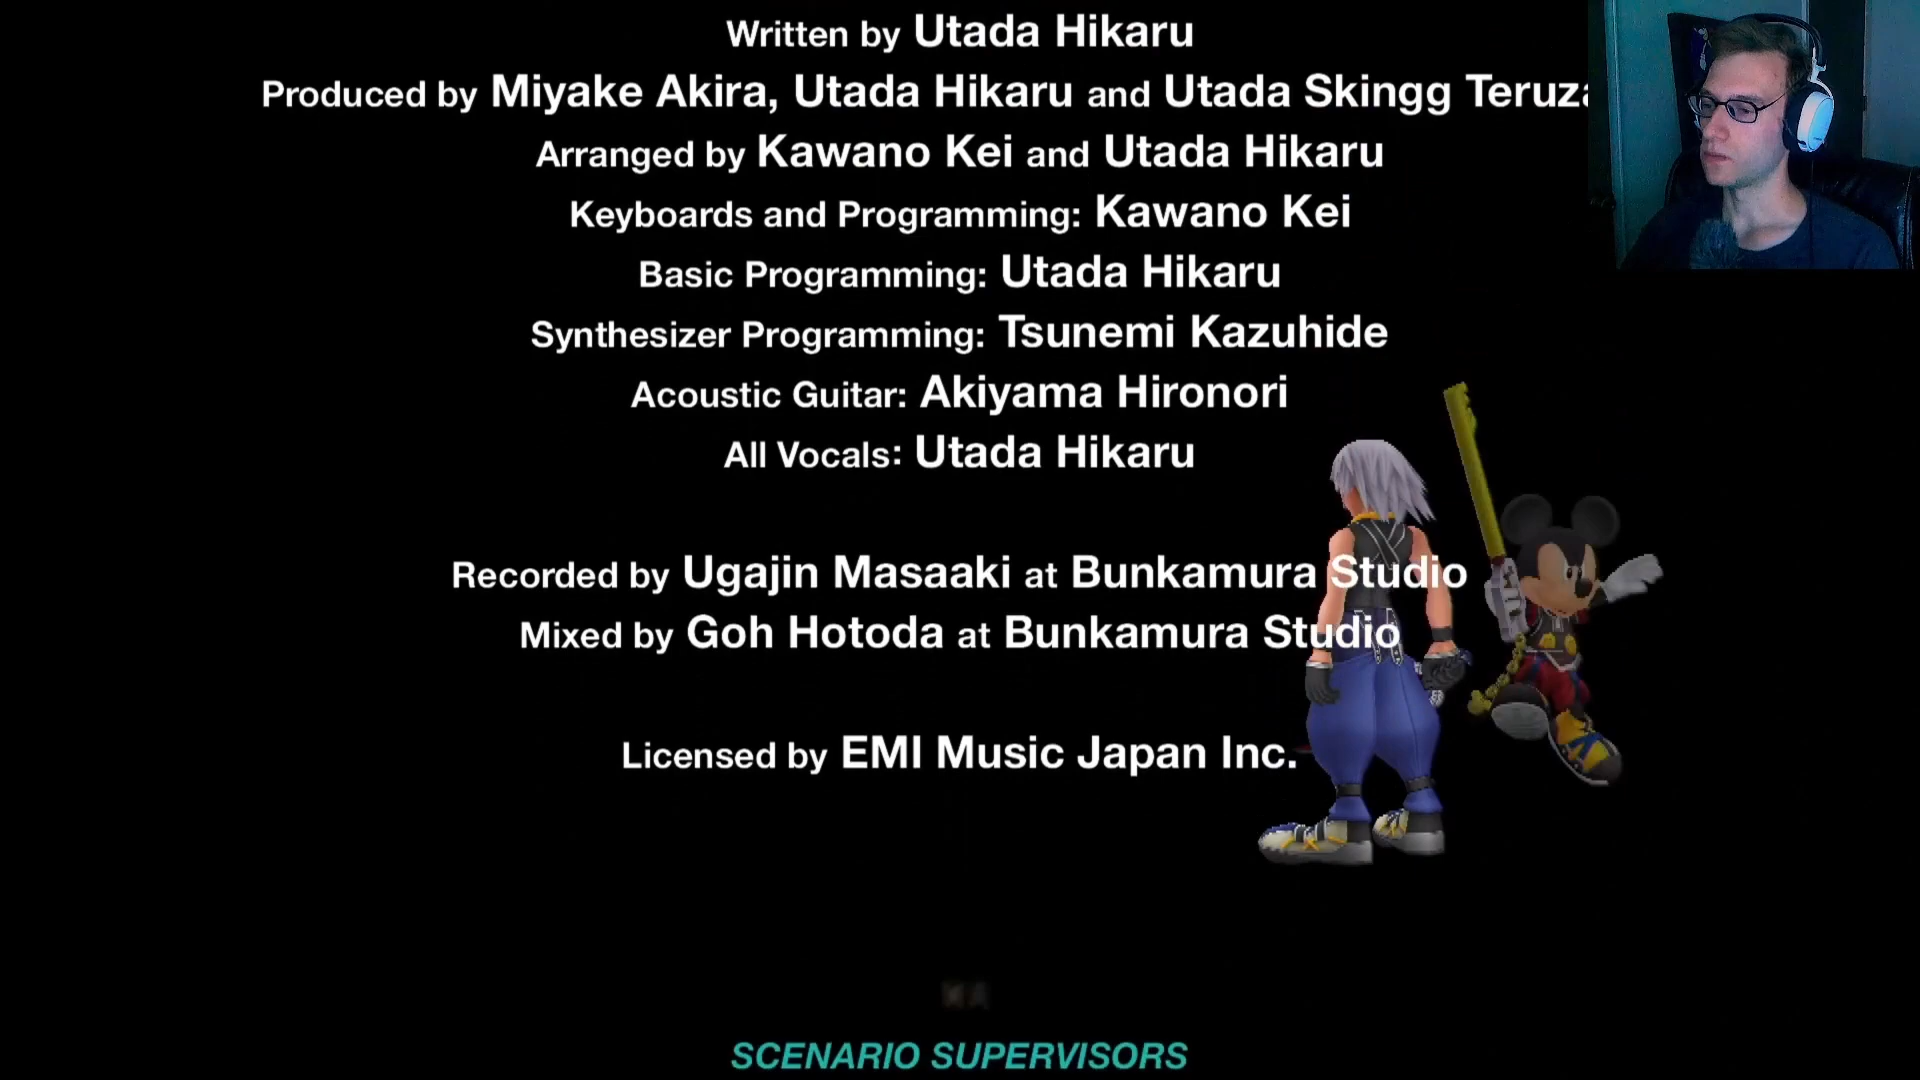 Written by Utada Hikaru
Produced by Miyake Akira, Utada Hikaru and Utada Skingg
Arranged by Kawano Kei and Utada Hikaru
Keyboards and Programming: Kawano Kei
Basic Programming: Utada Hikaru
Synthesizer Programming: Tsunemi Kazuhide
Acoustic Guitar: Akiyama Hironori
All Vocals: Utada Hikaru
Recorded by Ugajin Masaaki at Bunkamura Studio
Mixed by Goh Hotoda at Bunkamura Studio
Licensed by EMI Music Japan Inc.
SCENARIO SUPERVISORS